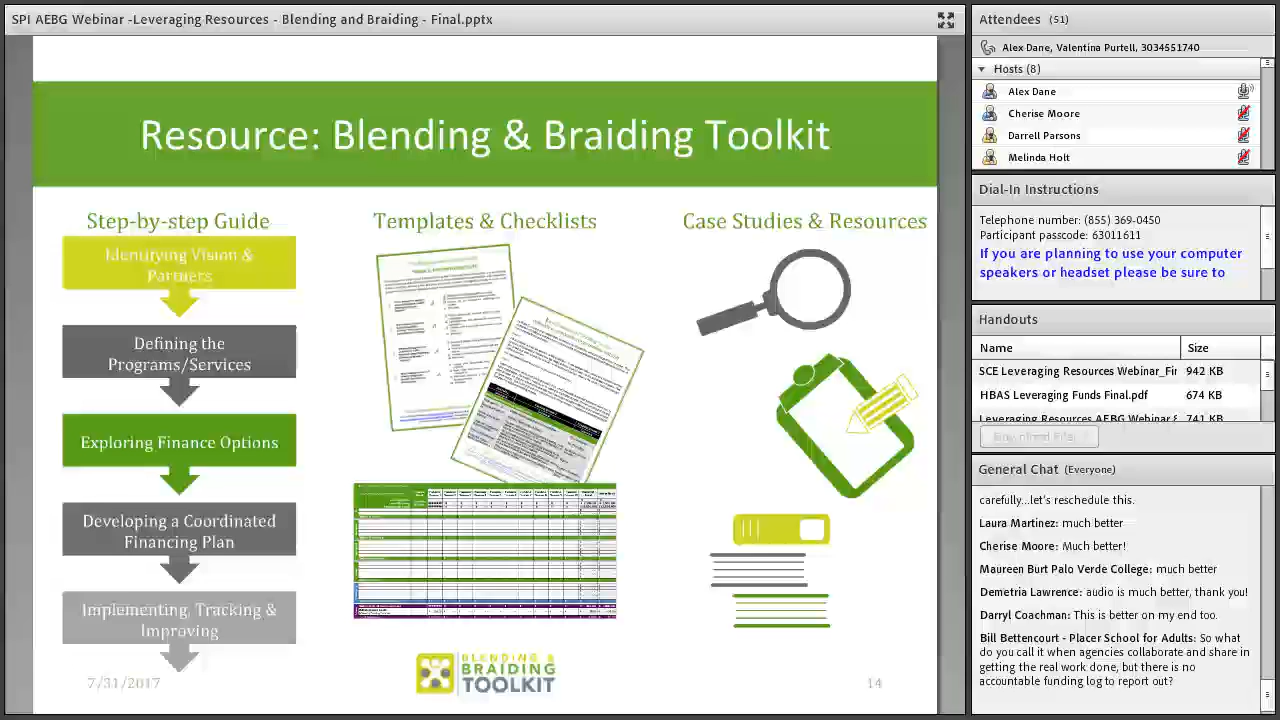 SPI AEBG Webinar -Leveraging Resources - Blending and Braiding - Final.pptx
Resource: Blending & Braiding Toolkit
Step-by-step Guide
Identifying Vision &
Partners
Defining the
Programs/Services
Exploring Finance Options
Developing a Coordinated
Financing Plan
Implementing, Tracking &
Improving
Templates & Checklists
Case Studies & Resources
7/31/2017
BLENDING &
BRAIDING
TOOLKIT
14
Attendees (51)
Alex Dane, Valentina Purtell, 3034551740
Hosts (8)
Alex Dane
Cherise Moore
Darrell Parsons
Melinda Holt
Dial-In Instructions
Telephone number: (855) 369-0450
Participant passcode: 63011611
If you are planning to use your computer
speakers or headset please be sure to
Handouts
Name Size
SCE Leveraging Resources Webinar_Fir 942 KB
HBAS Leveraging Funds Final.pdf 674 KB
Leveraging Resources 741 KB
Download File(s)
General Chat (Everyone)
carefully, let's reschedule this.
Laura Martinez: much better
Cherise Moore: Much better!
Maureen Burt Palo Verde College: much better
much better, thank you!
This is better on my end too.
Bill Bettencourt - Placer School for Adults: So what
do you call it when agencies collaborate and share in
getting the real work done, but there is no
accountable funding log to report out?